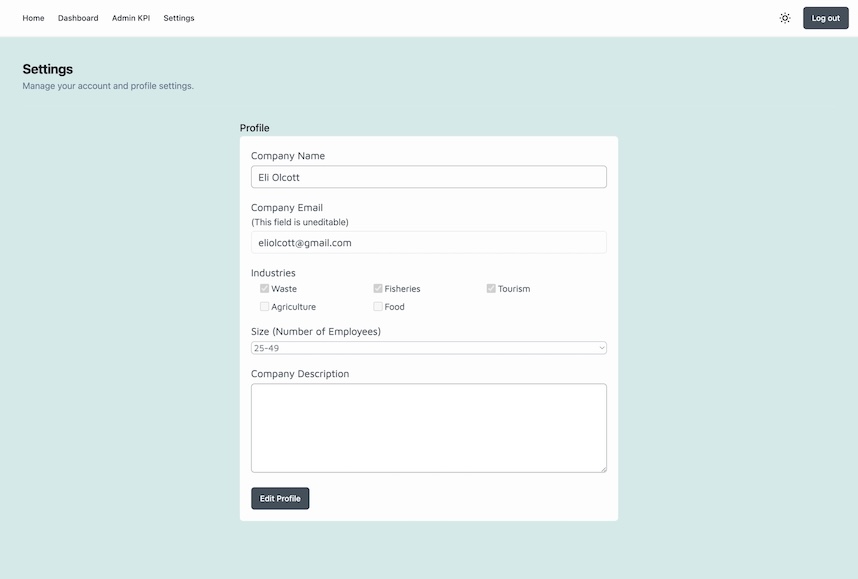 Home Dashboard Admin KPI Settings Log out
Settings
Manage your account and profile settings.
Profile
Company Name
Eli Olcott
Company Email
(This field is uneditable)
eliolcott@gmail.com
Industries
Waste Fisheries Tourism
Agriculture Food
Size (Number of Employees)
25-49
Company Description
Edit Profile